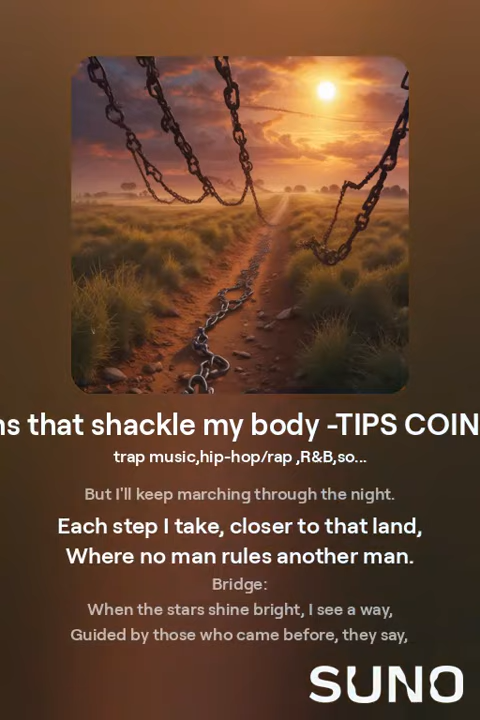 that shackle my body -TIPS COIN
trap music,hip-hop/rap ,R&B,so...
But I'll keep marching through the night.
Each step I take, closer to that land,
Where no man rules another man.
Bridge:
When the stars shine bright, I see a way,
Guided by those who came before, they say,
SUNO